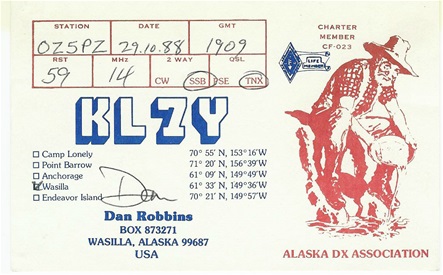 STATION DATE GMT
OZ5PZ 29.10.88 1909
RST MHz 2 WAY QSL
59 14 CW SSB PSE TNX
CHARTER
MEMBER
CF-023
LIFE
MEMBER
KL7Y
☐ Camp Lonely 70° 55' N, 153°16'W
☐ Point Barrow 71° 20' N, 156°39'W
☐ Anchorage 61° 09' N, 149°49'W
☑ Wasilla 61° 33' N, 149°36'W
☐ Endeavor Island 70° 21' N, 149°57'W
Dan
Dan Robbins
BOX 873271
WASILLA, ALASKA 99687
USA
ALASKA DX ASSOCIATION